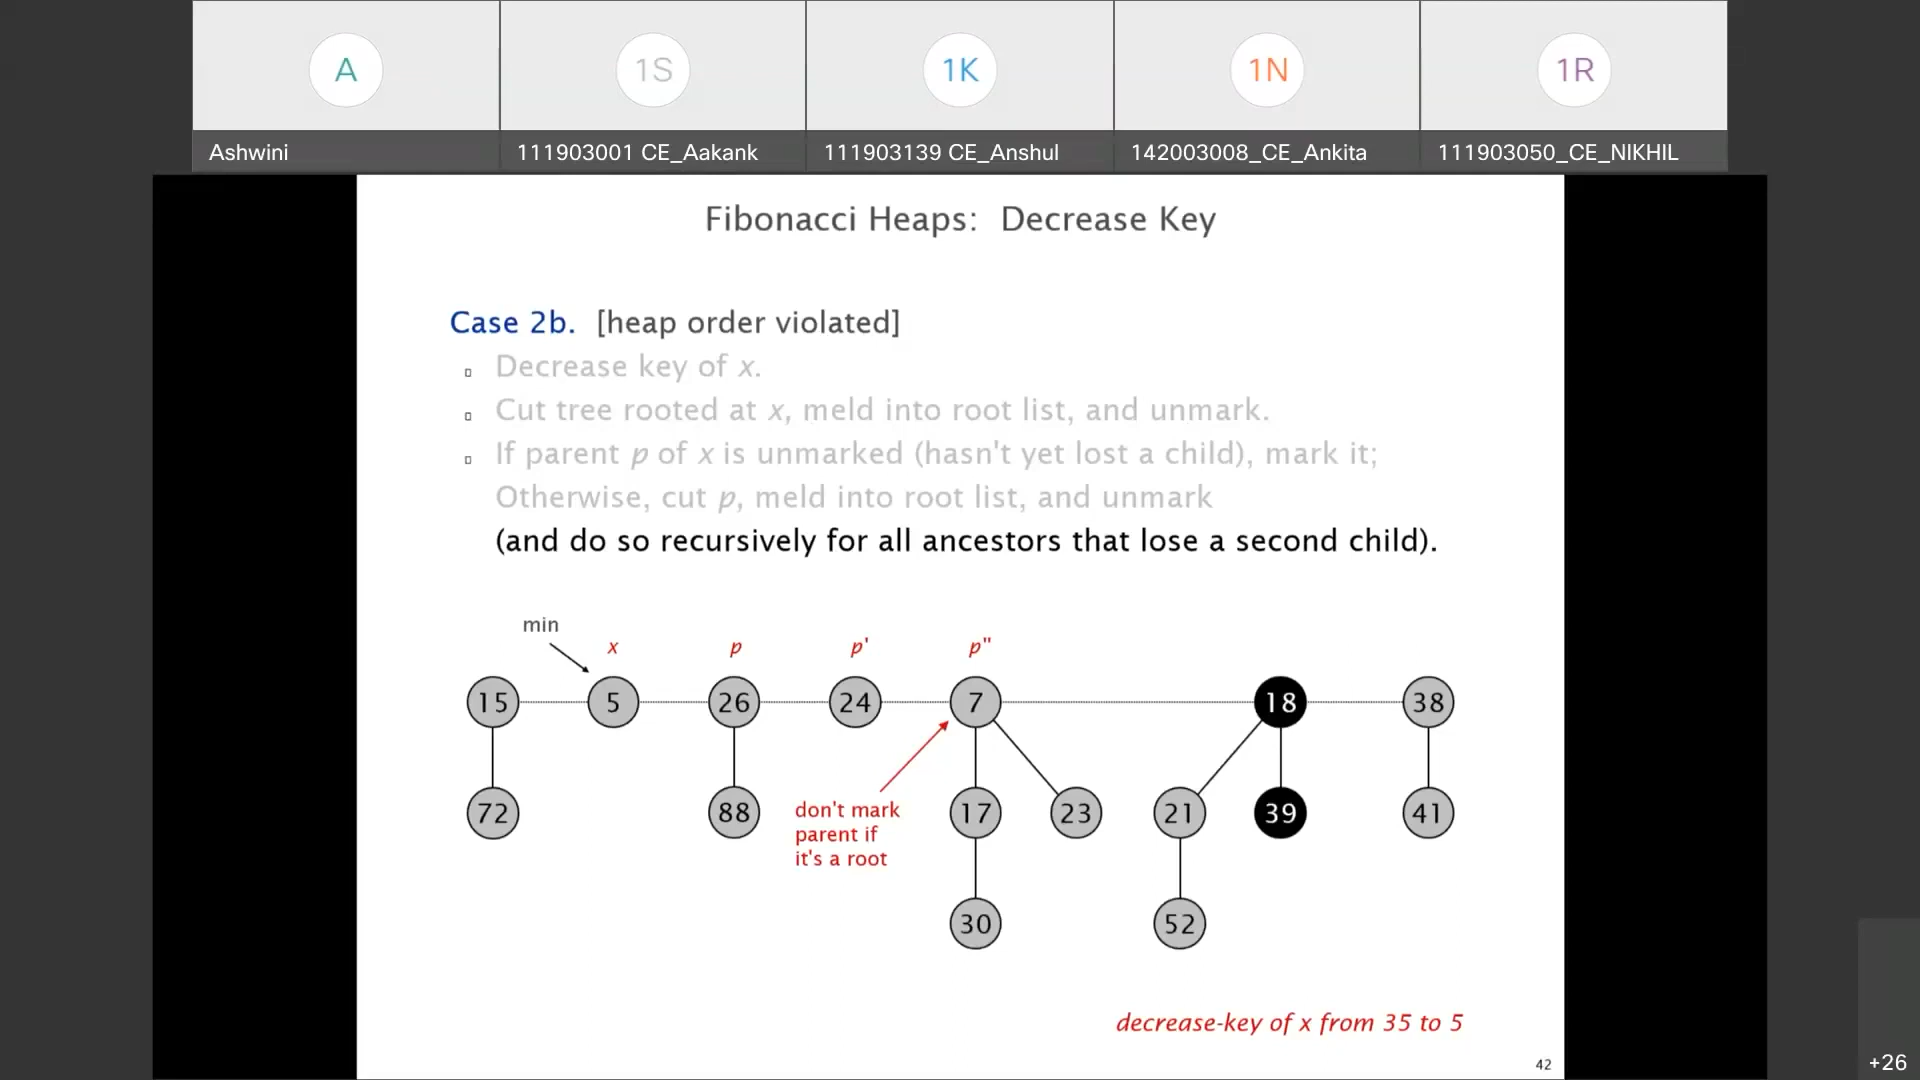 A
1S
1K
1N
1R
Ashwini
111903001 CE_Aakank
111903139 CE_Anshul
142003008_CE_Ankita
111903050_CE_NIKHIL
Fibonacci Heaps: Decrease Key
Case 2b. [heap order violated]
Decrease key of x.
Cut tree rooted at x, meld into root list, and unmark.
If parent p of x is unmarked (hasn't yet lost a child), mark it;
Otherwise, cut p, meld into root list, and unmark
(and do so recursively for all ancestors that lose a second child).
min
x p p' p"
15 5 26 24 7 18 38
72 88 17 23 21 39 41
don't mark
parent if
it's a root
30 52
decrease-key of x from 35 to 5
42
+26